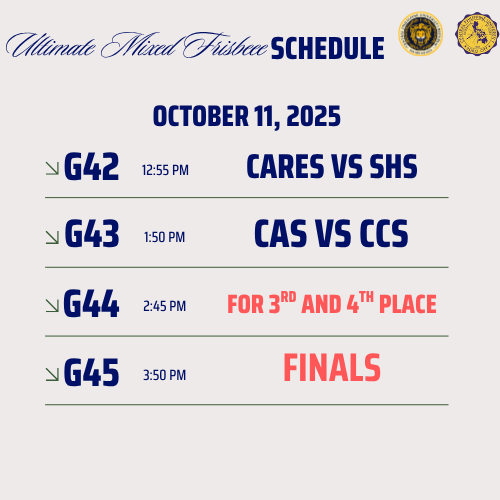 Ultimate Mixed Frisbeee SCHEDULE
OCTOBER 11, 2025
G42 12:55 PM CARES VS SHS
G43 1:50 PM CAS VS CCS
G44 2:45 PM FOR 3RD AND 4TH PLACE
G45 3:50 PM FINALS